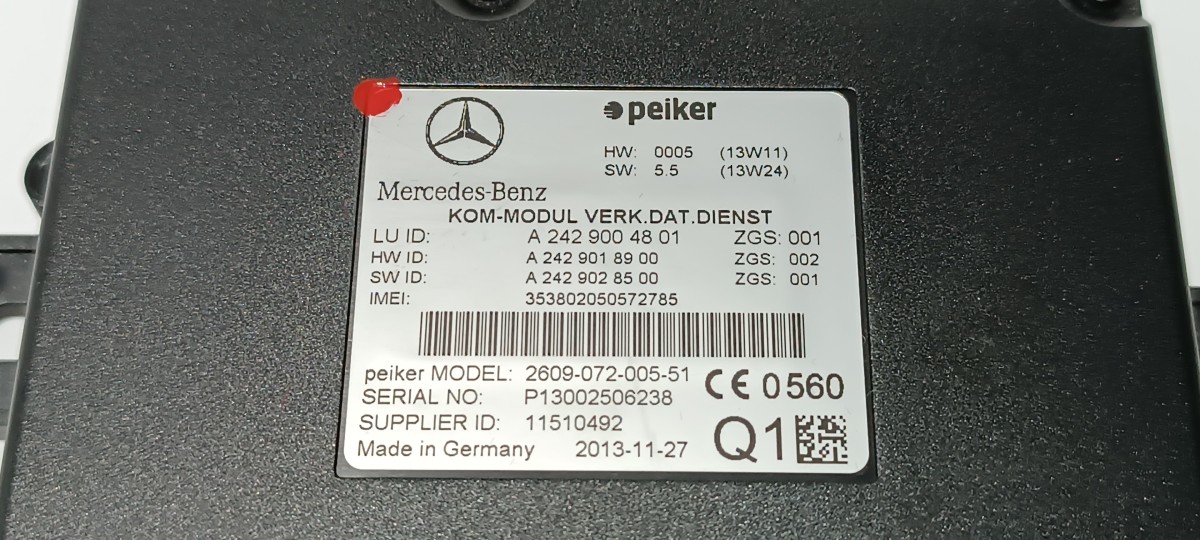 peiker
HW: 0005 (13W11)
SW: 5.5 (13W24)
Mercedes-Benz
KOM-MODUL VERK.DAT.DIENST
LU ID: A 242 900 48 01 ZGS: 001
HW ID: A 242 901 89 00 ZGS: 002
SW ID: A 242 902 85 00 ZGS: 001
IMEI: 353802050572785
peiker MODEL: 2609-072-005-51
SERIAL NO: P13002506238
CE 0560
SUPPLIER ID: 11510492
Made in Germany 2013-11-27
Q1